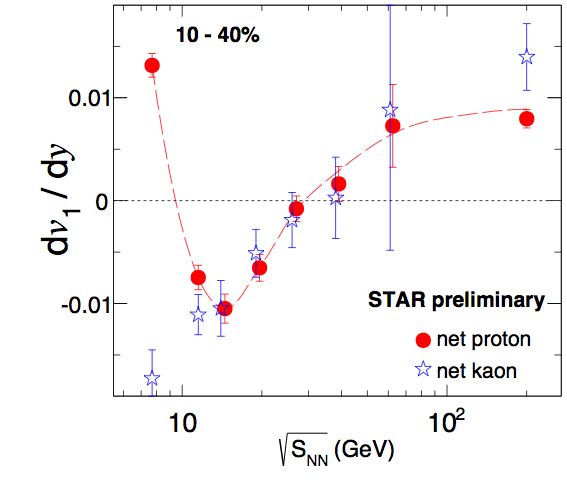 10 - 40%
0.01
0
-0.01
dv₁ / dy
STAR preliminary
net proton
net kaon
10
10²
√S_NN (GeV)